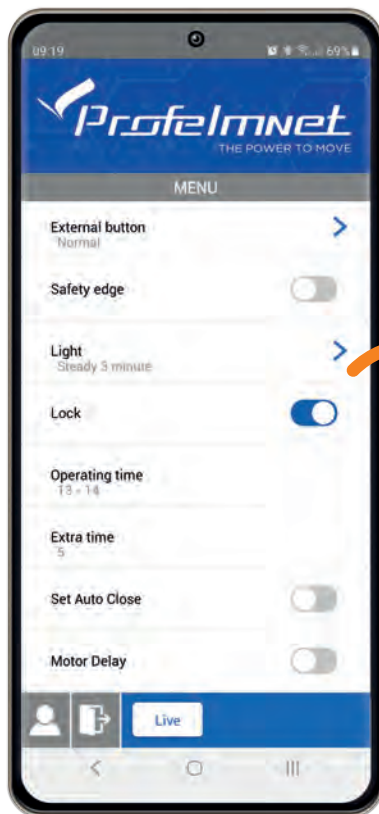 09:19
69%
Profelmnet
THE POWER TO MOVE
MENU
External button
Normal
Safety edge
Light
Steady 3 minute
Lock
Operating time
13 - 14
Extra time
5
Set Auto Close
Motor Delay
Live